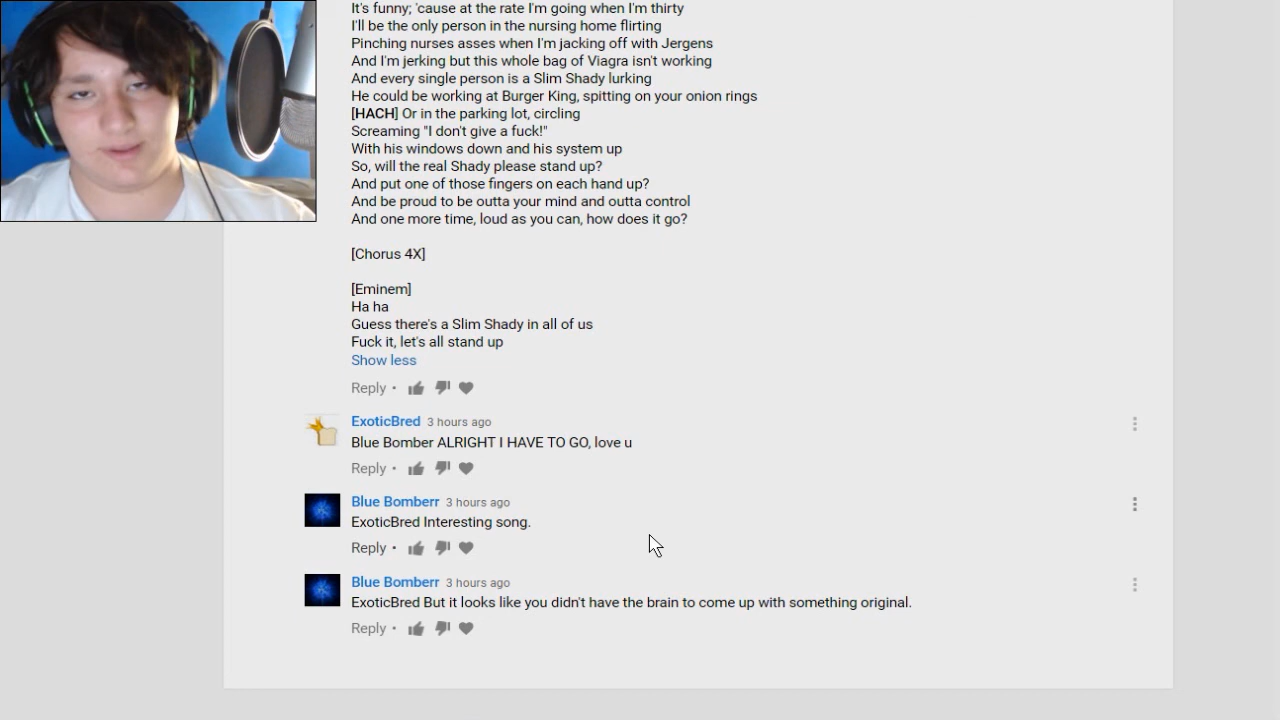 It's funny; 'cause at the rate I'm going when I'm thirty
I'll be the only person in the nursing home flirting
Pinching nurses asses when I'm jacking off with Jergens
And I'm jerking but this whole bag of Viagra isn't working
And every single person is a Slim Shady lurking
He could be working at Burger King, spitting on your onion rings
[HACH] Or in the parking lot, circling
Screaming "I don't give a fuck!"
With his windows down and his system up
So, will the real Shady please stand up?
And put one of those fingers on each hand up?
And be proud to be outta your mind and outta control
And one more time, loud as you can, how does it go?
[Chorus 4X]
[Eminem]
Ha ha
Guess there's a Slim Shady in all of us
Fuck it, let's all stand up
Show less
Reply •
ExoticBred 3 hours ago
Blue Bomber ALRIGHT I HAVE TO GO, love u
Reply •
Blue Bomberr 3 hours ago
ExoticBred Interesting song.
Reply •
Blue Bomberr 3 hours ago
ExoticBred But it looks like you didn't have the brain to come up with something original.
Reply •